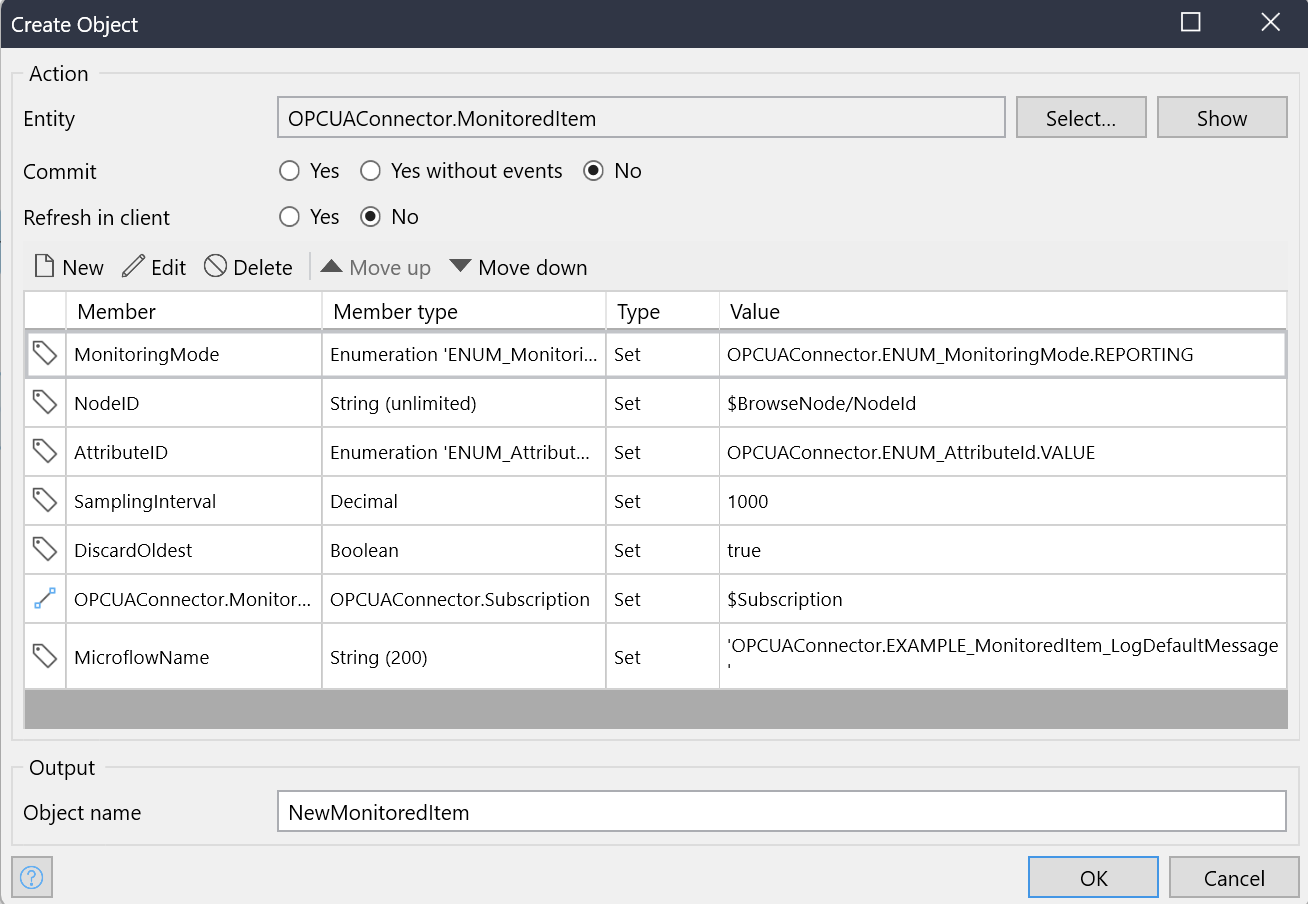 Create Object
Action
Entity OPCUAConnector.MonitoredItem Select... Show
Commit Yes Yes without events No
Refresh in client Yes No
New Edit Delete Move up Move down
Member Member type Type Value
MonitoringMode Enumeration 'ENUM_Monitori... Set OPCUAConnector.ENUM_MonitoringMode.REPORTING
NodeID String (unlimited) Set $BrowseNode/NodeId
AttributeID Enumeration 'ENUM_Attribut... Set OPCUAConnector.ENUM_AttributeId.VALUE
SamplingInterval Decimal Set 1000
DiscardOldest Boolean Set true
OPCUAConnector.Monitor... OPCUAConnector.Subscription Set $Subscription
MicroflowName String (200) Set 'OPCUAConnector.EXAMPLE_MonitoredItem_LogDefaultMessage
'
Output
Object name NewMonitoredItem
? OK Cancel